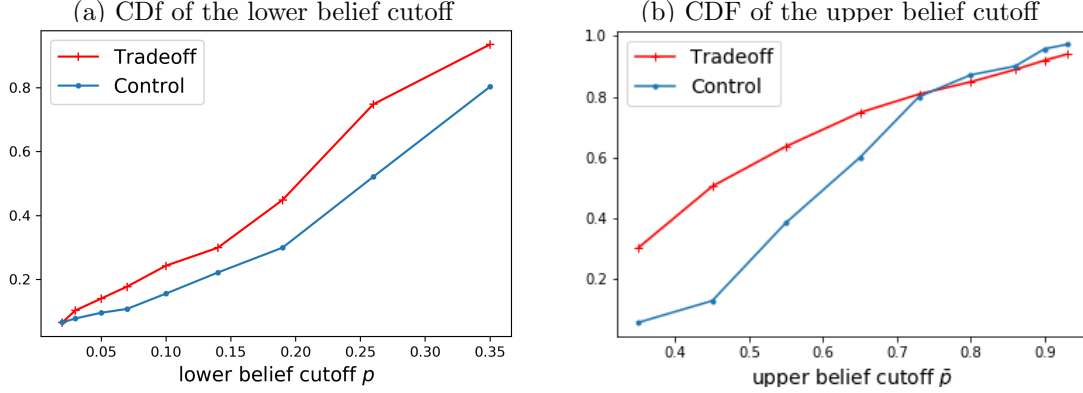 (a) CDf of the lower belief cutoff
Tradeoff
Control
0.8
0.6
0.4
0.2
0.05 0.10 0.15 0.20 0.25 0.30 0.35
lower belief cutoff p
(b) CDF of the upper belief cutoff
Tradeoff
Control
1.0
0.8
0.6
0.4
0.2
0.4 0.5 0.6 0.7 0.8 0.9
upper belief cutoff p̄